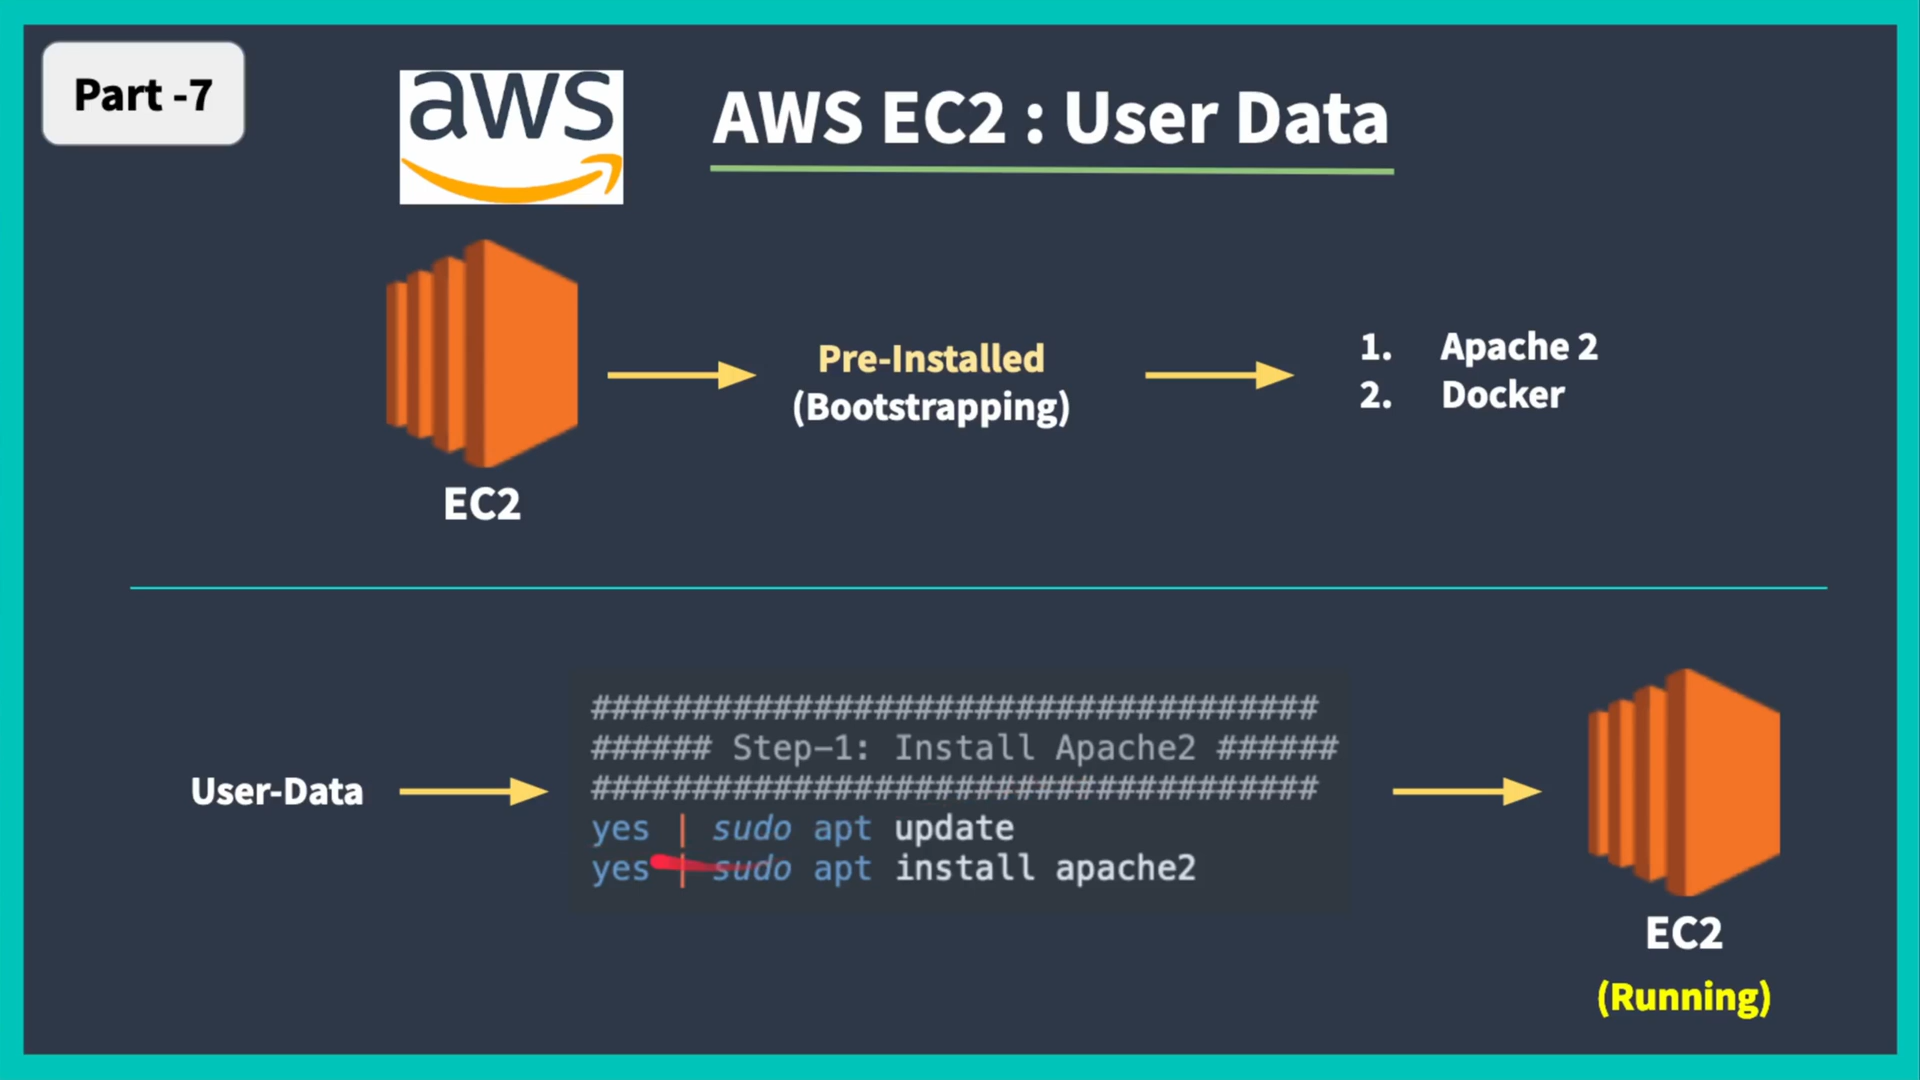 Part -7
aws
AWS EC2 : User Data
Pre-Installed
(Bootstrapping)
1. Apache 2
2. Docker
EC2
User-Data
####################################
###### Step-1: Install Apache2 ######
####################################
yes | sudo apt update
yes | sudo apt install apache2
EC2
(Running)